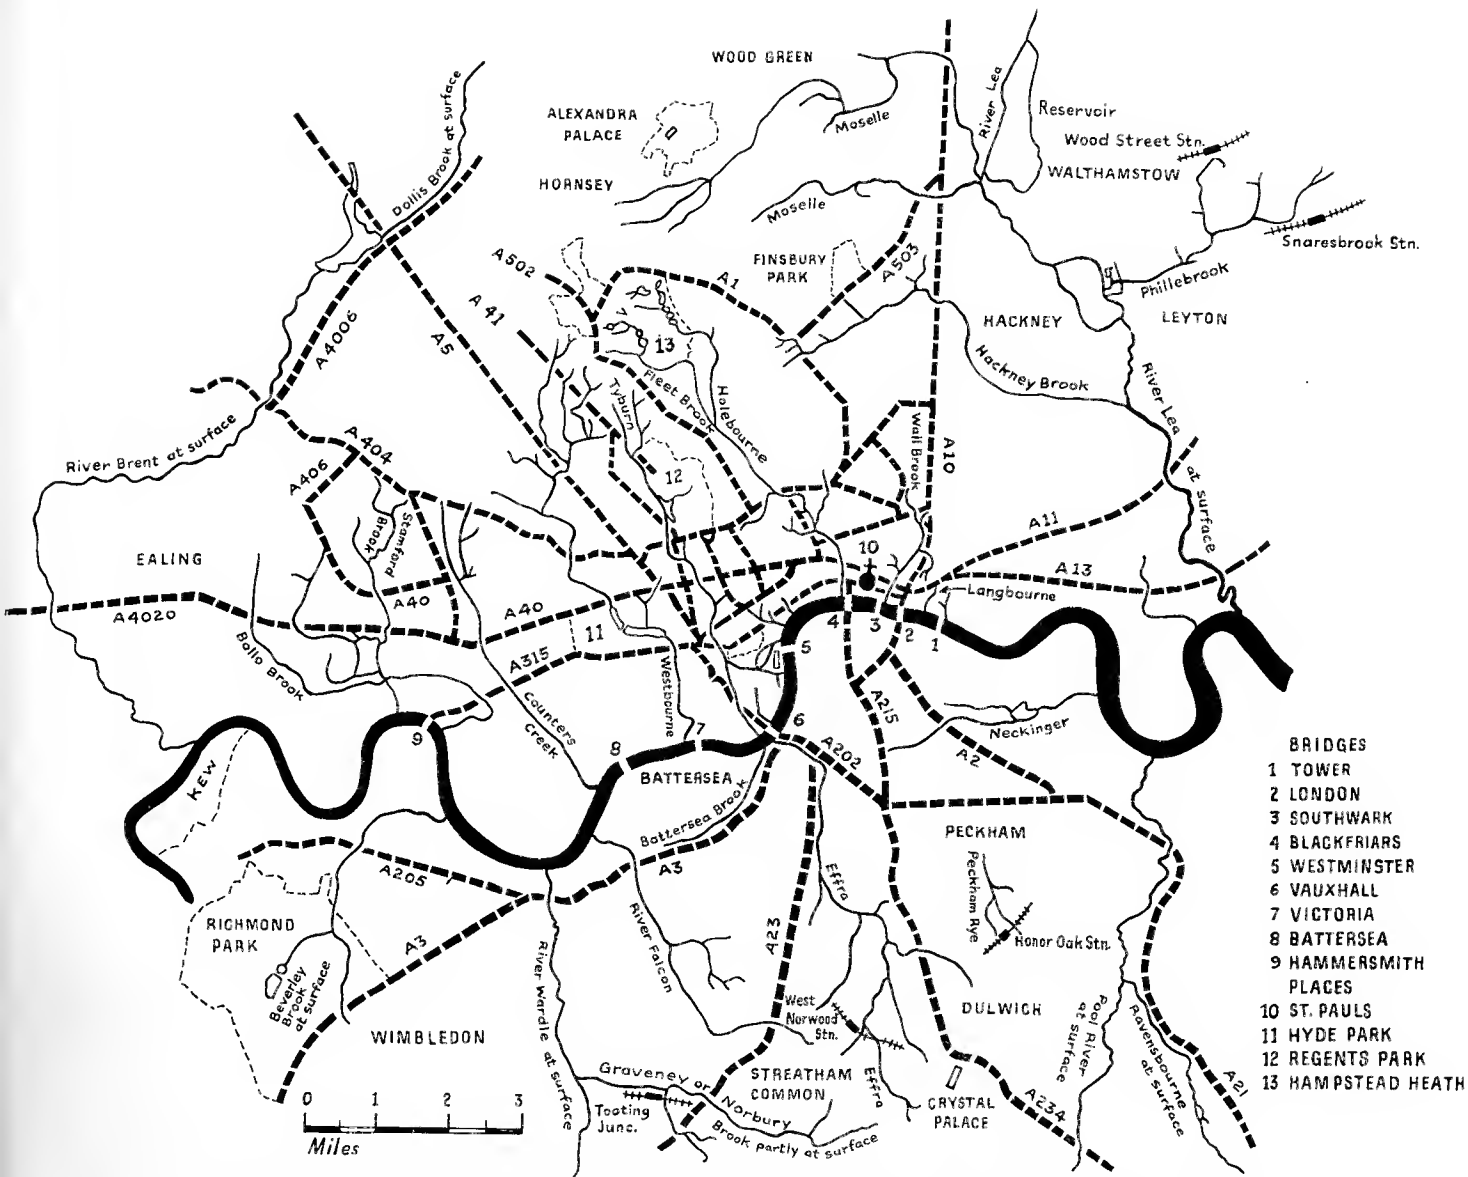 WOOD GREEN
River Lea
Reservoir
Wood Street Stn.
WALTHAMSTOW
Snaresbrook Stn.
ALEXANDRA
PALACE
HORNSEY
Moselle
Moselle
Dollis Brook at surface
A502
A 41
A1
FINSBURY
PARK
A503
Phillebrook
LEYTON
HACKNEY
Hackney Brook
River Lea
at surface
A4006
A5
13
Fleet Brook
Holebourne
Tyburn
12
Wall Brook
A10
River Brent at surface
A 404
A406
Stamford
Brook
EALING
A4020
A40
A40
10
A11
A13
Langbourne
11
A315
Bollo Brook
Counters
Creek
Westbourne
4
3
2
1
5
6
7
8
9
A215
Neckinger
A2
A202
KEW
BATTERSEA
Battersea Brook
A3
A205
PECKHAM
Peckham Rye
Honor Oak Stn.
Effra
A23
River Falcon
RICHMOND
PARK
A3
Beverley
Brook
at surface
WIMBLEDON
River Wardle at surface
West
Norwood
Stn.
DULWICH
Pool River
at surface
Ravensbourne
at surface
A21
Graveney or
Norbury
Brook partly at surface
Tooting
Junc.
STREATHAM
COMMON
Effra
CRYSTAL
PALACE
A234
0 1 2 3
Miles
BRIDGES
1 TOWER
2 LONDON
3 SOUTHWARK
4 BLACKFRIARS
5 WESTMINSTER
6 VAUXHALL
7 VICTORIA
8 BATTERSEA
9 HAMMERSMITH
PLACES
10 ST. PAULS
11 HYDE PARK
12 REGENTS PARK
13 HAMPSTEAD HEATH